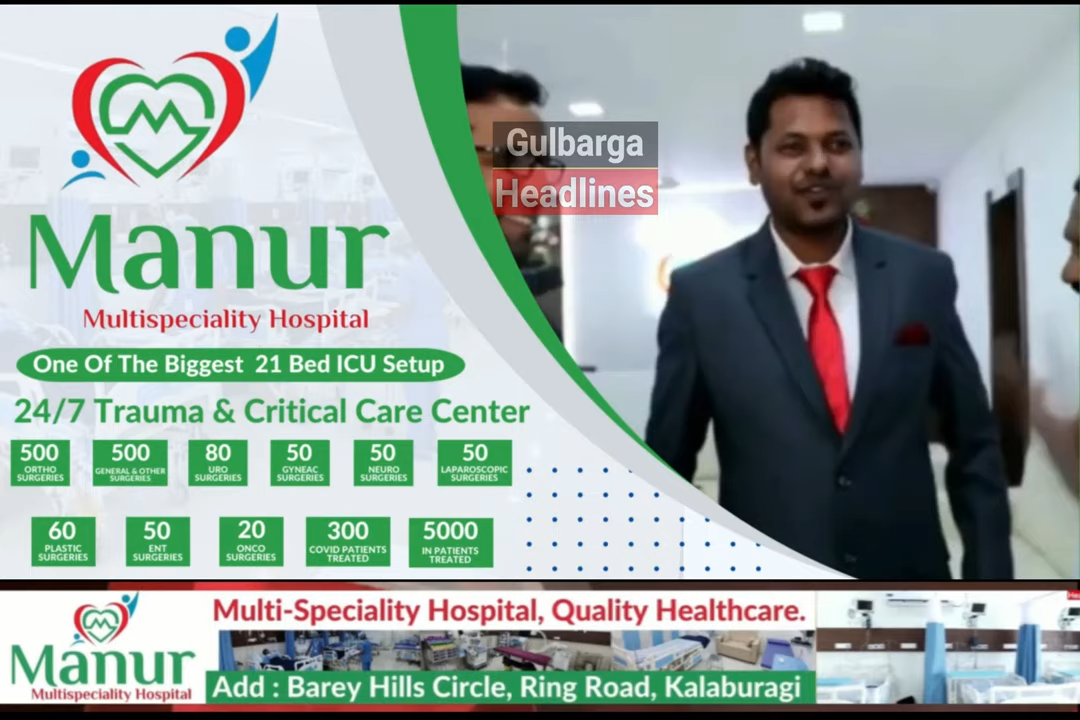 Manur
Multispeciality Hospital
One Of The Biggest 21 Bed ICU Setup
24/7 Trauma & Critical Care Center
500
ORTHO
SURGERIES
500
GENERAL & OTHER
SURGERIES
80
URO
SURGERIES
50
GYNEAC
SURGERIES
50
NEURO
SURGERIES
50
LAPAROSCOPIC
SURGERIES
60
PLASTIC
SURGERIES
50
ENT
SURGERIES
20
ONCO
SURGERIES
300
COVID PATIENTS
TREATED
5000
IN PATIENTS
TREATED
Gulbarga
Headlines
Manur
Multispeciality Hospital
Multi-Speciality Hospital, Quality Healthcare.
Add : Barey Hills Circle, Ring Road, Kalaburagi